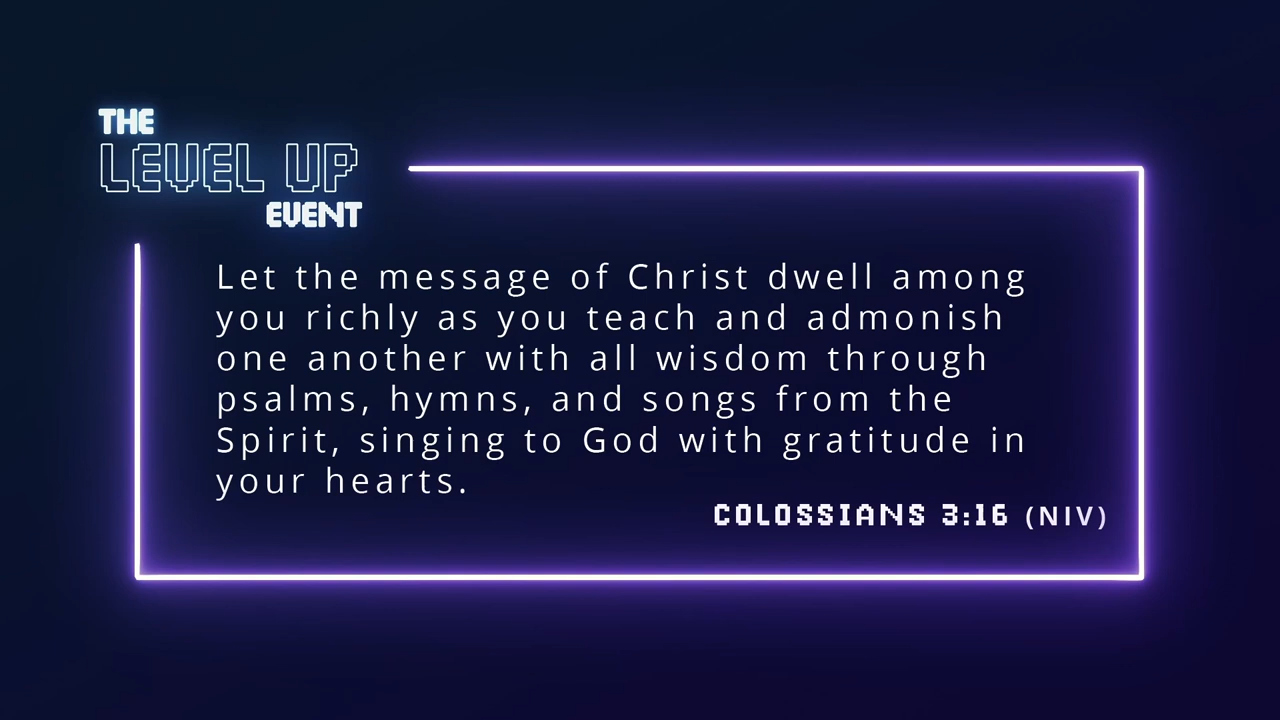 THE
LEVEL UP
EVENT
Let the message of Christ dwell among
you richly as you teach and admonish
one another with all wisdom through
psalms, hymns, and songs from the
Spirit, singing to God with gratitude in
your hearts.
COLOSSIANS 3:16 (NIV)